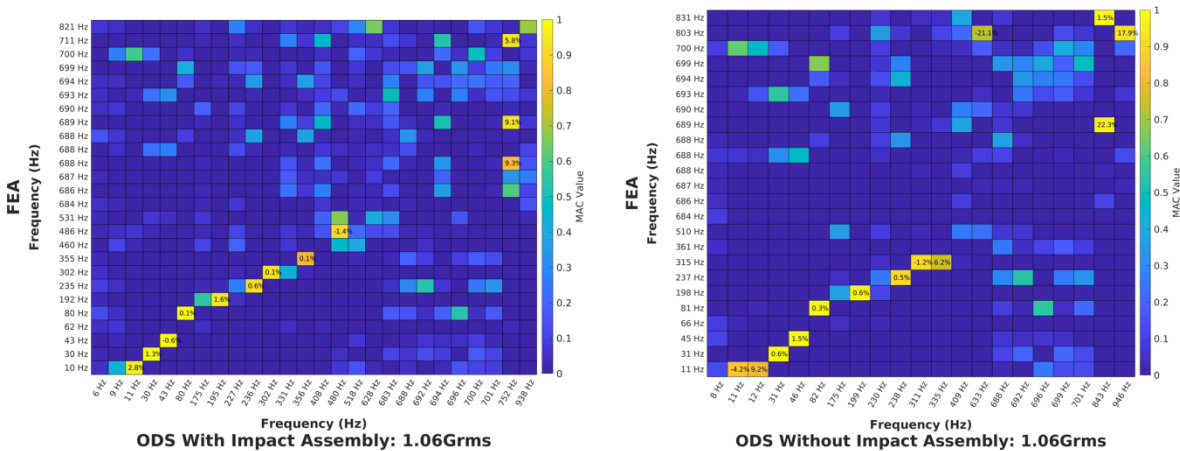 821 Hz
711 Hz
700 Hz
699 Hz
694 Hz
693 Hz
690 Hz
689 Hz
688 Hz
688 Hz
688 Hz
687 Hz
686 Hz
684 Hz
531 Hz
486 Hz
460 Hz
355 Hz
302 Hz
235 Hz
192 Hz
80 Hz
62 Hz
43 Hz
30 Hz
10 Hz
FEA
Frequency (Hz)
5.8%
9.1%
9.3%
-1.4%
0.1%
0.1%
0.6%
1.6%
0.1%
-0.6%
1.3%
2.8%
6 Hz
9 Hz
11 Hz
30 Hz
43 Hz
80 Hz
175 Hz
195 Hz
227 Hz
236 Hz
302 Hz
331 Hz
356 Hz
408 Hz
480 Hz
518 Hz
628 Hz
683 Hz
688 Hz
692 Hz
694 Hz
696 Hz
700 Hz
701 Hz
752 Hz
938 Hz
Frequency (Hz)
ODS With Impact Assembly: 1.06Grms
1
0.9
0.8
0.7
0.6
0.5
0.4
0.3
0.2
0.1
0
MAC Value
831 Hz
803 Hz
700 Hz
699 Hz
694 Hz
693 Hz
690 Hz
689 Hz
688 Hz
688 Hz
688 Hz
687 Hz
686 Hz
684 Hz
510 Hz
361 Hz
315 Hz
237 Hz
198 Hz
81 Hz
66 Hz
45 Hz
31 Hz
11 Hz
FEA
Frequency (Hz)
1.5%
-21.1%
17.9%
22.3%
-1.2%
6.2%
0.5%
0.6%
0.3%
1.5%
0.6%
-4.2%
9.2%
8 Hz
11 Hz
12 Hz
31 Hz
46 Hz
82 Hz
175 Hz
199 Hz
230 Hz
238 Hz
311 Hz
335 Hz
409 Hz
633 Hz
688 Hz
692 Hz
696 Hz
699 Hz
701 Hz
843 Hz
946 Hz
Frequency (Hz)
ODS Without Impact Assembly: 1.06Grms
1
0.9
0.8
0.7
0.6
0.5
0.4
0.3
0.2
0.1
0
MAC Value